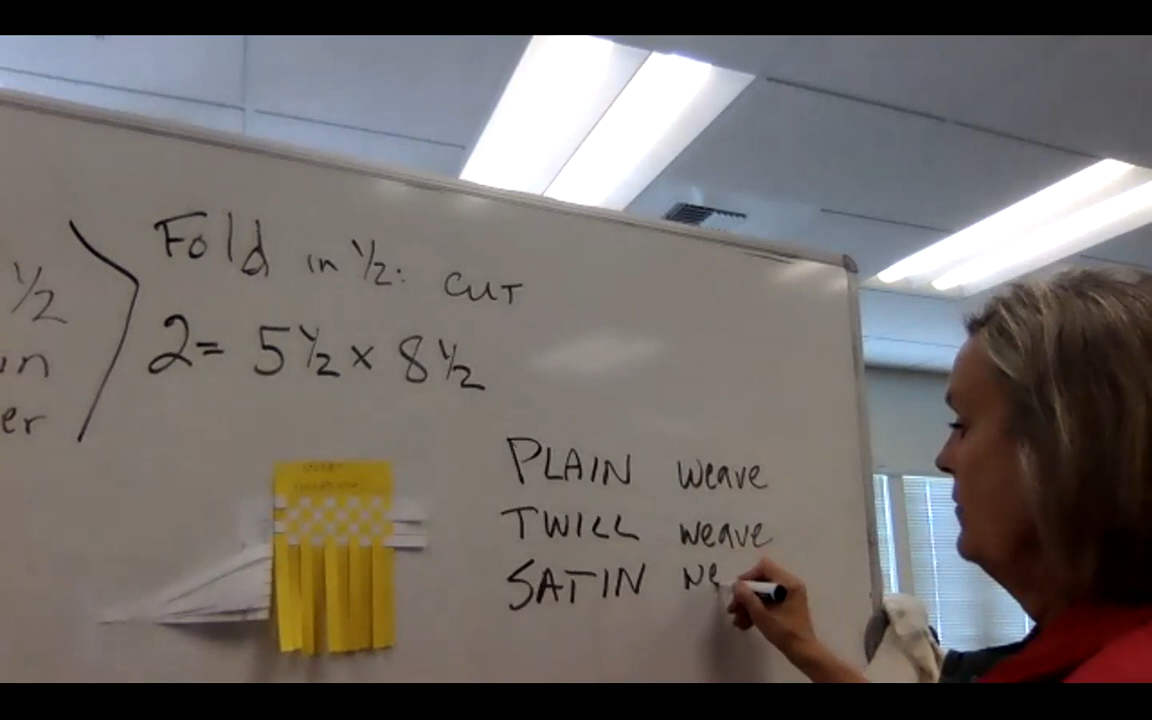 Fold in 1/2: CUT
2= 5 1/2 x 8 1/2
1/2
in
er
PLAIN weave
TWILL weave
SATIN we